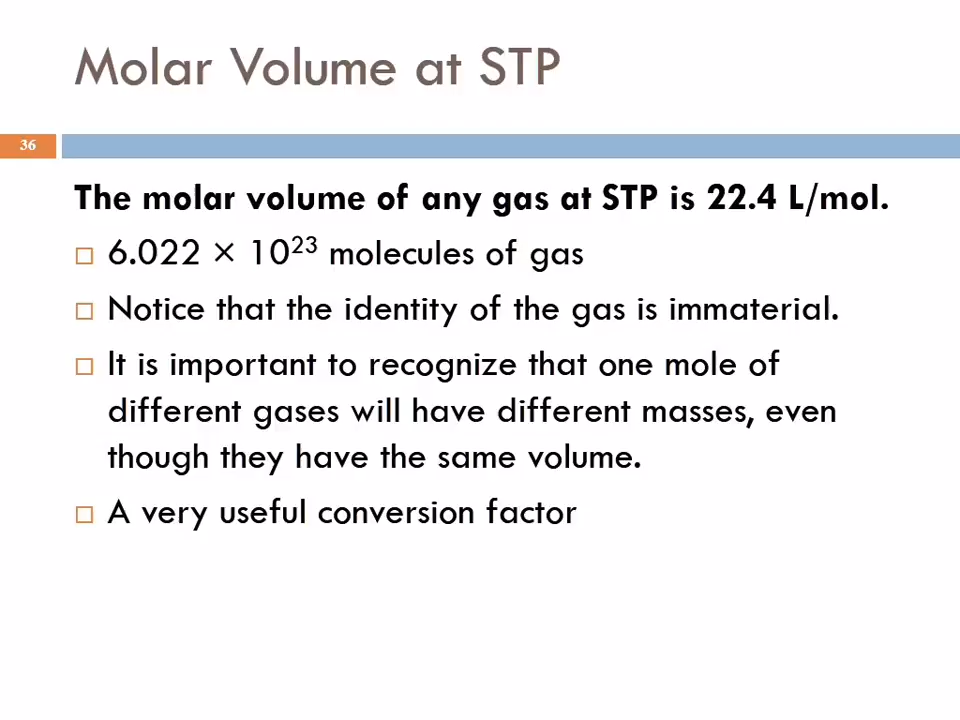 Molar Volume at STP
36
The molar volume of any gas at STP is 22.4 L/mol.
6.022 × 10²³ molecules of gas
Notice that the identity of the gas is immaterial.
It is important to recognize that one mole of
different gases will have different masses, even
though they have the same volume.
A very useful conversion factor